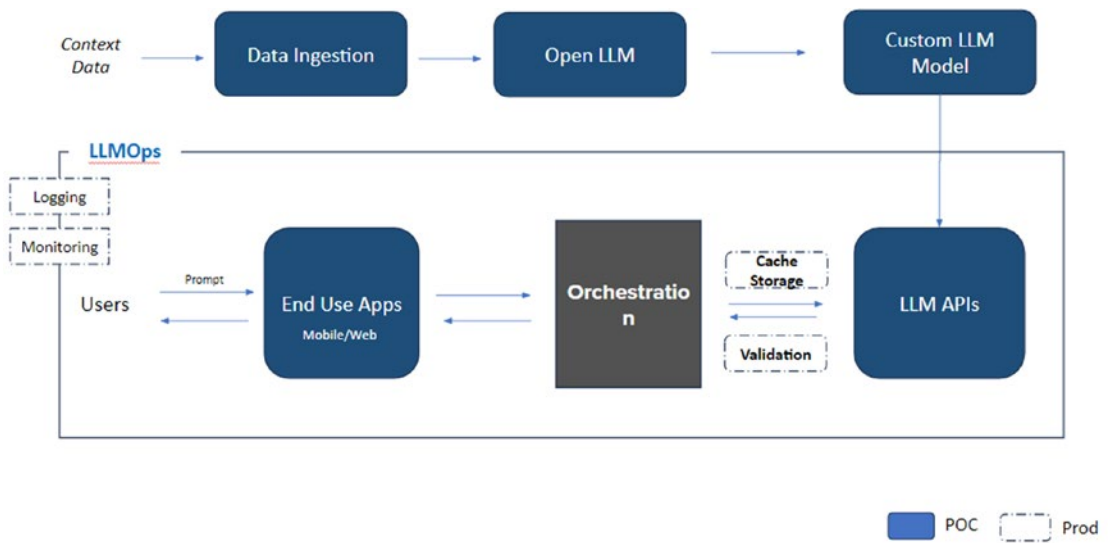 Context
Data
Data Ingestion
Open LLM
Custom LLM
Model
LLMOps
Logging
Monitoring
Users
Prompt
End Use Apps
Mobile/Web
Orchestratio
n
Cache
Storage
Validation
LLM APIs
POC
Prod